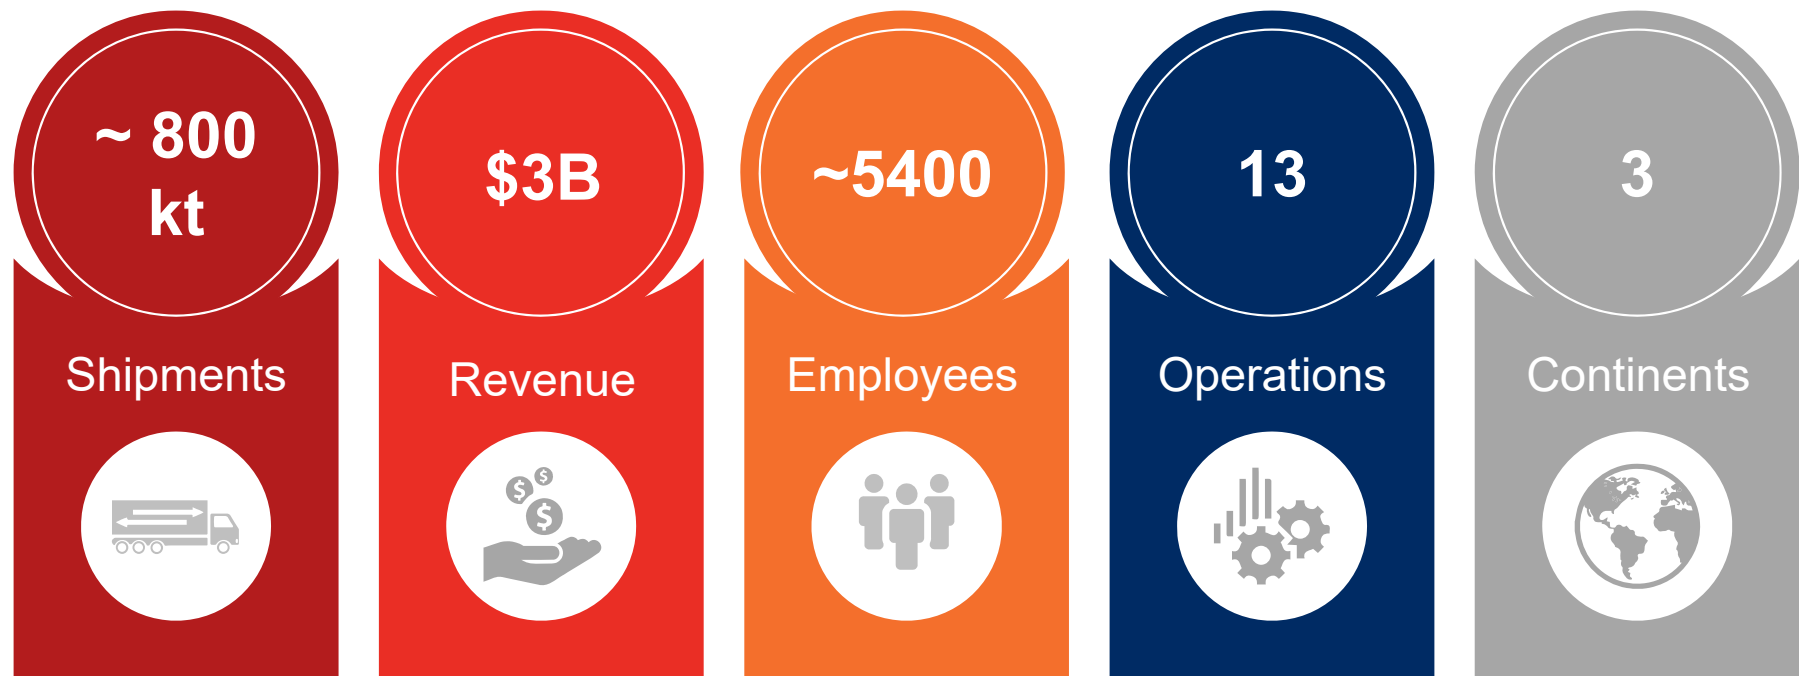 ~ 800
kt
Shipments
$3B
Revenue
$
$
$
~5400
Employees
13
Operations
3
Continents